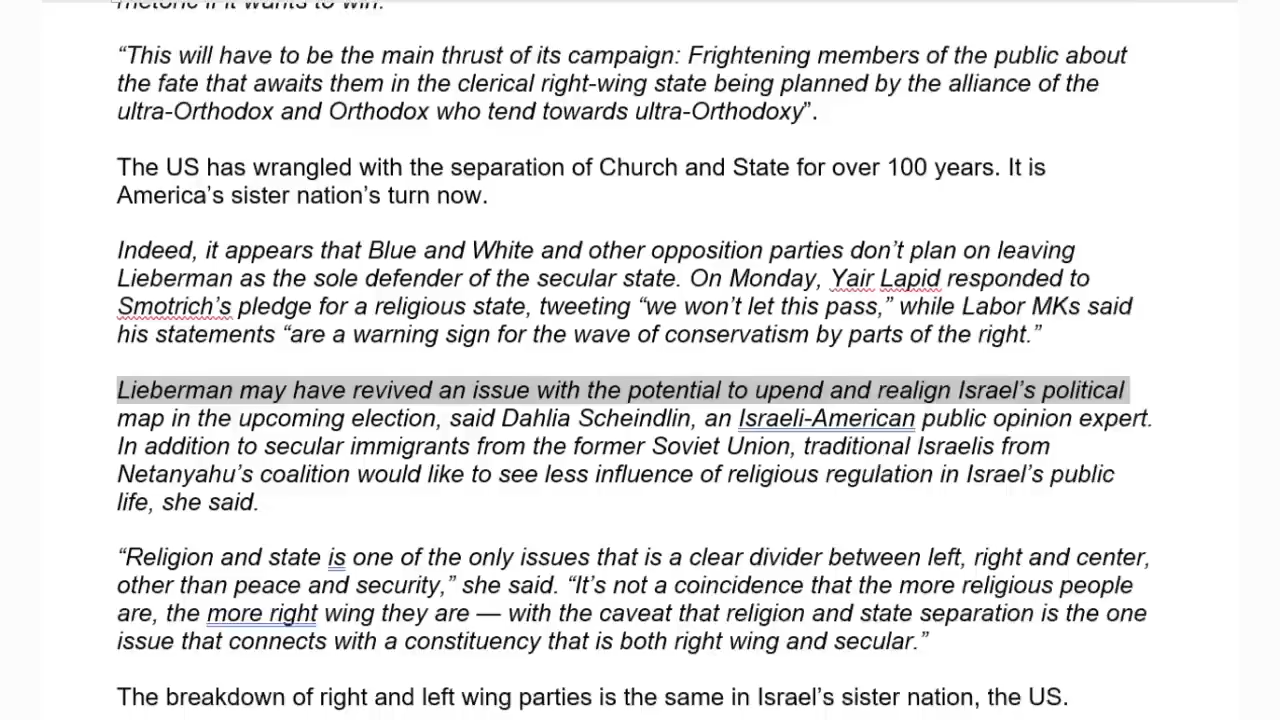 rhetoric if it wants to win.
“This will have to be the main thrust of its campaign: Frightening members of the public about
the fate that awaits them in the clerical right-wing state being planned by the alliance of the
ultra-Orthodox and Orthodox who tend towards ultra-Orthodoxy”.
The US has wrangled with the separation of Church and State for over 100 years. It is
America’s sister nation’s turn now.
Indeed, it appears that Blue and White and other opposition parties don’t plan on leaving
Lieberman as the sole defender of the secular state. On Monday, Yair Lapid responded to
Smotrich’s pledge for a religious state, tweeting “we won’t let this pass,” while Labor MKs said
his statements “are a warning sign for the wave of conservatism by parts of the right.”
Lieberman may have revived an issue with the potential to upend and realign Israel’s political
map in the upcoming election, said Dahlia Scheindlin, an Israeli-American public opinion expert.
In addition to secular immigrants from the former Soviet Union, traditional Israelis from
Netanyahu’s coalition would like to see less influence of religious regulation in Israel’s public
life, she said.
“Religion and state is one of the only issues that is a clear divider between left, right and center,
other than peace and security,” she said. “It’s not a coincidence that the more religious people
are, the more right wing they are — with the caveat that religion and state separation is the one
issue that connects with a constituency that is both right wing and secular.”
The breakdown of right and left wing parties is the same in Israel’s sister nation, the US.